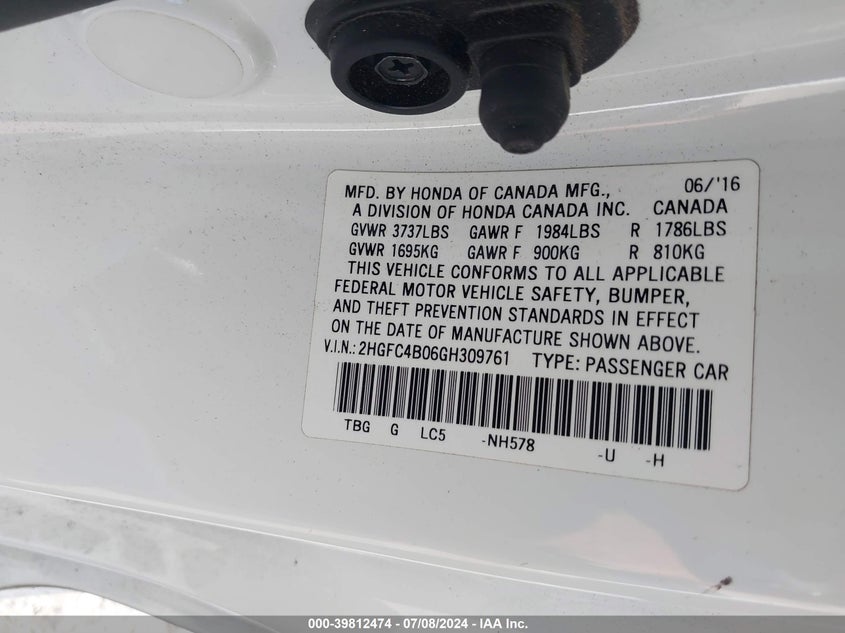 MFD. BY HONDA OF CANADA MFG., 06/'16
A DIVISION OF HONDA CANADA INC. CANADA
GVWR 3737LBS GAWR F 1984LBS R 1786LBS
GVWR 1695KG GAWR F 900KG R 810KG
THIS VEHICLE CONFORMS TO ALL APPLICABLE
FEDERAL MOTOR VEHICLE SAFETY, BUMPER,
AND THEFT PREVENTION STANDARDS IN EFFECT
ON THE DATE OF MANUFACTURE SHOWN ABOVE.
V.I.N.: 2HGFC4B06GH309761 TYPE: PASSENGER CAR
TBG G LC5 -NH578 -U -H
000-39812474 - 07/08/2024 - IAA Inc.